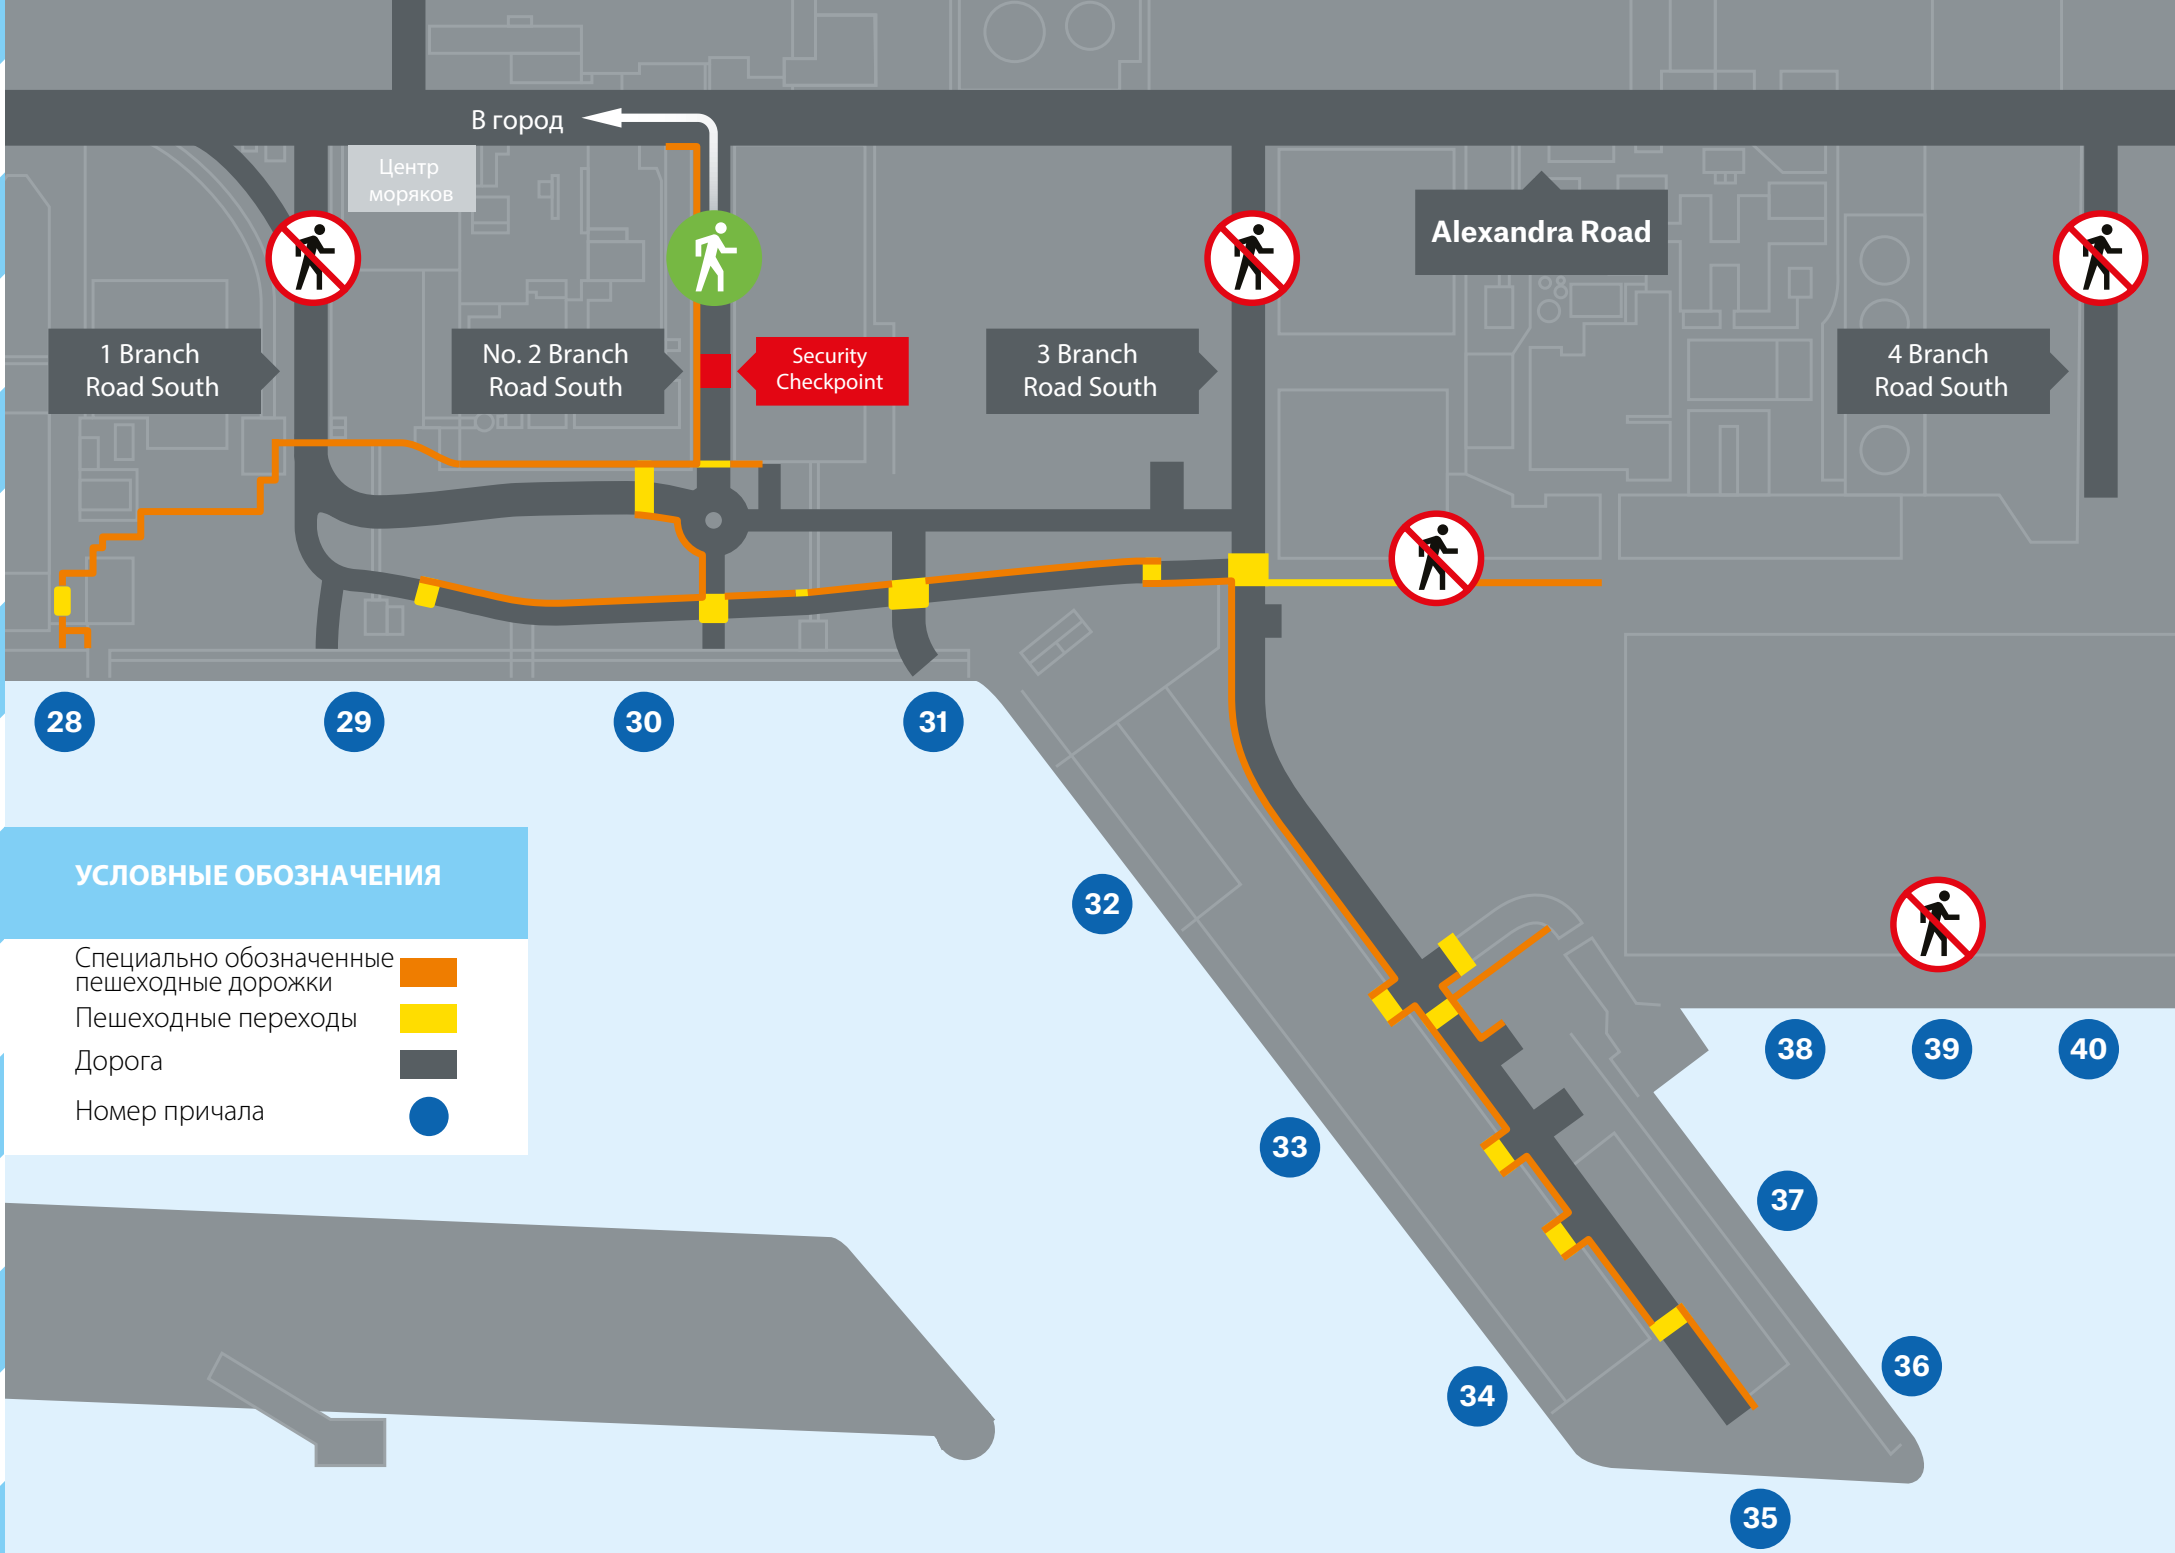 В город
Центр
моряков
Alexandra Road
1 Branch
Road South
No. 2 Branch
Road South
Security
Checkpoint
3 Branch
Road South
4 Branch
Road South
28
29
30
31
32
33
34
35
36
37
38
39
40
УСЛОВНЫЕ ОБОЗНАЧЕНИЯ
Специально обозначенные
пешеходные дорожки
Пешеходные переходы
Дорога
Номер причала